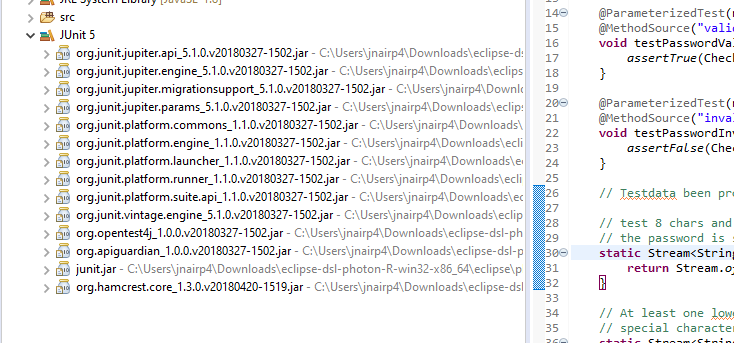 JRE System Library [JavaSE-1.8]
src
JUnit 5
org.junit.jupiter.api_5.1.0.v20180327-1502.jar - C:\Users\jnairp4\Downloads\eclipse-ds
org.junit.jupiter.engine_5.1.0.v20180327-1502.jar - C:\Users\jnairp4\Downloads\eclips
org.junit.jupiter.migrationsupport_5.1.0.v20180327-1502.jar - C:\Users\jnairp4\Down
org.junit.jupiter.params_5.1.0.v20180327-1502.jar - C:\Users\jnairp4\Downloads\eclip
org.junit.platform.commons_1.1.0.v20180327-1502.jar - C:\Users\jnairp4\Downloads\
org.junit.platform.engine_1.1.0.v20180327-1502.jar - C:\Users\jnairp4\Downloads\ec
org.junit.platform.launcher_1.1.0.v20180327-1502.jar - C:\Users\jnairp4\Downloads\e
org.junit.platform.runner_1.1.0.v20180327-1502.jar - C:\Users\jnairp4\Downloads\ecl
org.junit.platform.suite.api_1.1.0.v20180327-1502.jar - C:\Users\jnairp4\Downloads\e
org.junit.vintage.engine_5.1.0.v20180327-1502.jar - C:\Users\jnairp4\Downloads\eclip
org.opentest4j_1.0.0.v20180327-1502.jar - C:\Users\jnairp4\Downloads\eclipse-dsl-ph
org.apiguardian_1.0.0.v20180327-1502.jar - C:\Users\jnairp4\Downloads\eclipse-dsl-p
junit.jar - C:\Users\jnairp4\Downloads\eclipse-dsl-photon-R-win32-x86_64\eclipse\p
org.hamcrest.core_1.3.0.v20180420-1519.jar - C:\Users\jnairp4\Downloads\eclipse-dsl
14 @ParameterizedTest(n
15 @MethodSource("vali
16 void testPasswordVal
17 assertTrue(Chec
18 }
19
20 @ParameterizedTest(n
21 @MethodSource("inval
22 void testPasswordInv
23 assertFalse(Che
24 }
25
26 // Testdata been pro
27
28 // test 8 chars and
29 // the password is s
30 static Stream<String
31 return Stream.of
32 }
33
34 // At least one lowe
35 // special character
36 static Stream<String